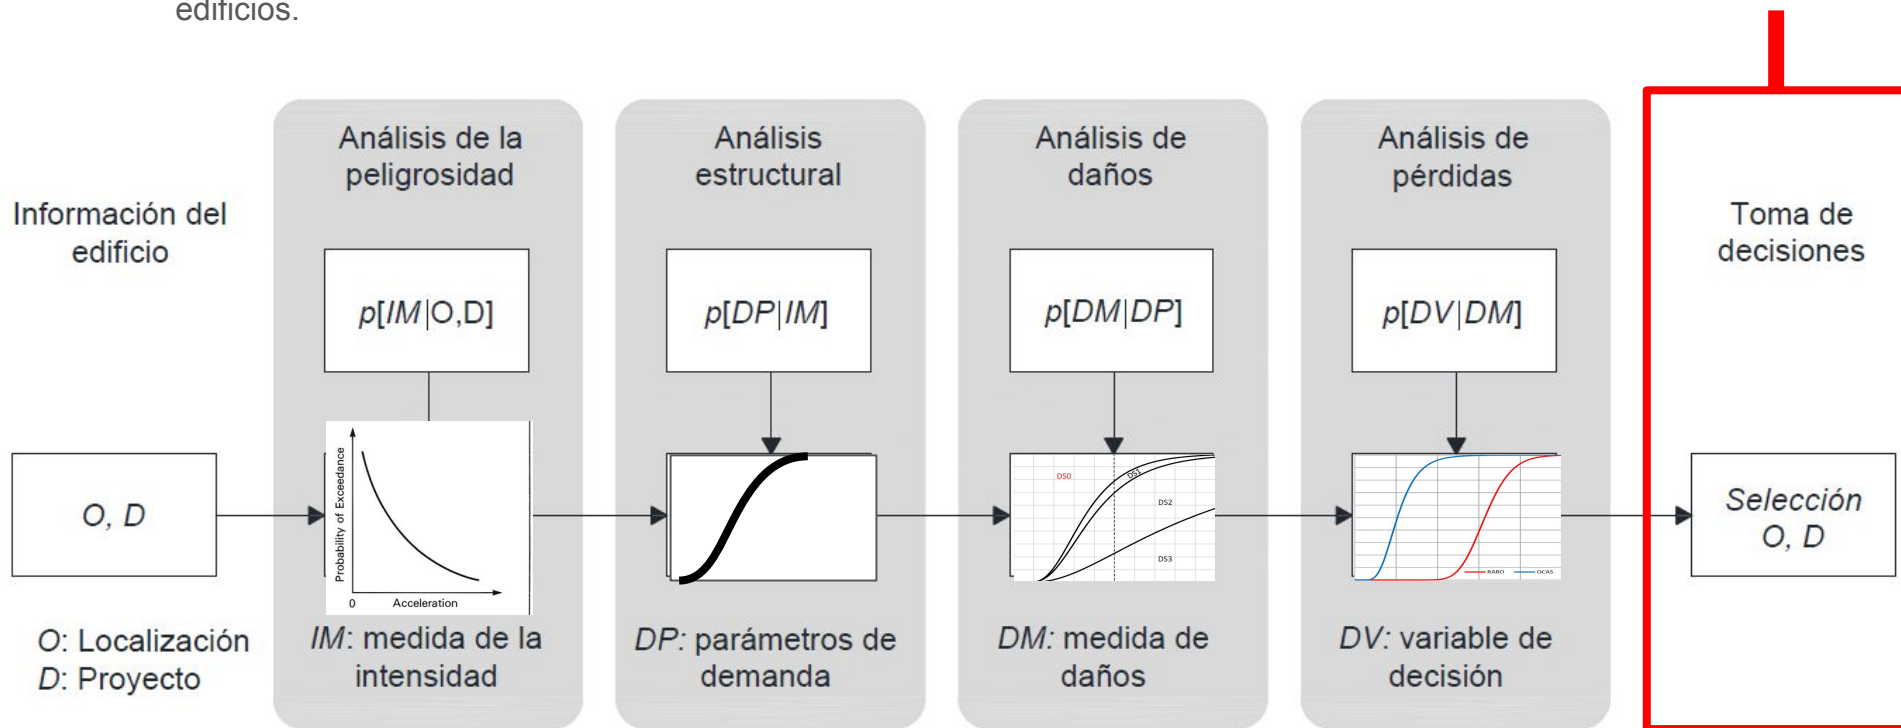 edificios.
Información del
edificio
O, D
O: Localización
D: Proyecto
Análisis de la
peligrosidad
p[IM|O,D]
Probability of Exceedance
0
Acceleration
IM: medida de la
intensidad
Análisis
estructural
p[DP|IM]
DP: parámetros de
demanda
Análisis de
daños
p[DM|DP]
DS0
DS1
DS2
DS3
DM: medida de
daños
Análisis de
pérdidas
p[DV|DM]
RARO
OCAS
DV: variable de
decisión
Toma de
decisiones
Selección
O, D